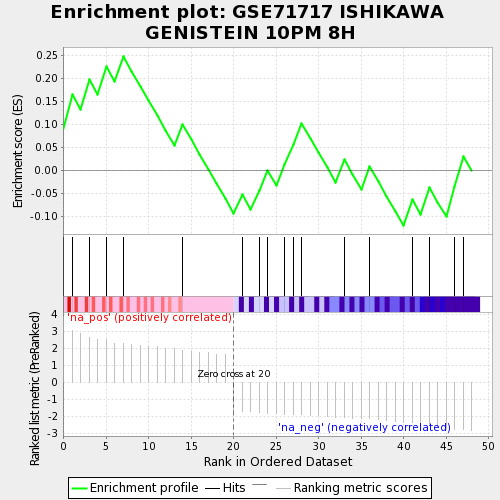 Enrichment plot: GSE71717 ISHIKAWA
GENISTEIN 10PM 8H
Enrichment score (ES)
0.25
0.20
0.15
0.10
0.05
0.00
-0.05
-0.10
'na_pos' (positively correlated)
Ranked list metric (PreRanked)
4
3
2
1
0
-1
-2
-3
Zero cross at 20
'na_neg' (negatively correlated)
0 5 10 15 20 25 30 35 40 45 50
Rank in Ordered Dataset
Enrichment profile Hits Ranking metric scores